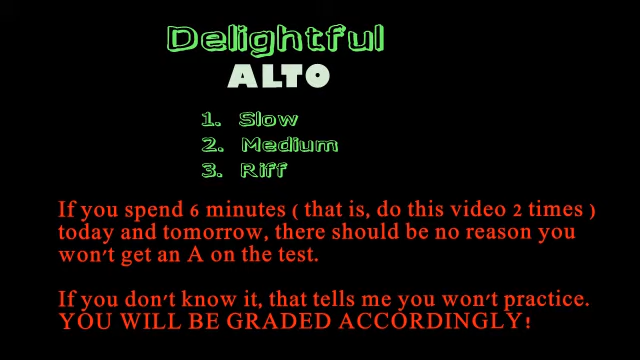 Delightful
ALTO
1. Slow
2. Medium
3. Riff
If you spend 6 minutes ( that is, do this video 2 times )
today and tomorrow, there should be no reason you
won't get an A on the test.
If you don't know it, that tells me you won't practice.
YOU WILL BE GRADED ACCORDINGLY!